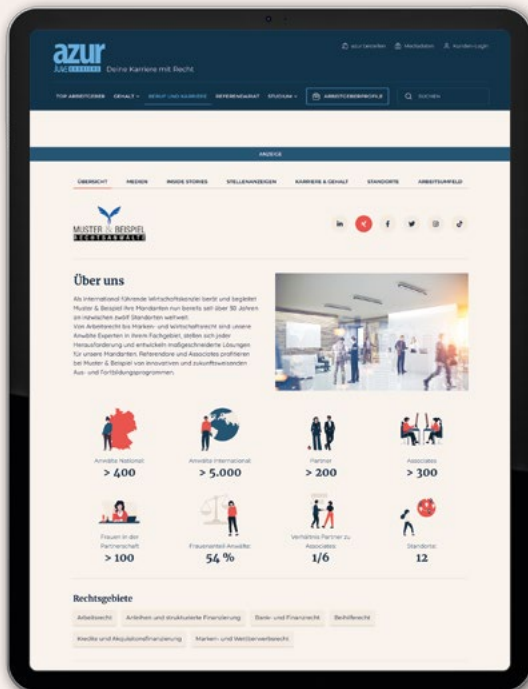 azur
JUVE KARRIERE Deine Karriere mit Recht
azur bestellen Mediadaten Kunden-Login
TOP ARBEITGEBER GEHALT BERUF UND KARRIERE REFERENDARIAT STUDIUM ARBEITGEBERPROFILE SUCHEN
ANZEIGE
ÜBERSICHT MEDIEN INSIDE STORIES STELLENANZEIGEN KARRIERE & GEHALT STANDORTE ARBEITSUMFELD
MUSTER & BEISPIEL
RECHTSANWÄLTE
Über uns
Als international führende Wirtschaftskanzlei berät und begleitet
Muster & Beispiel ihre Mandanten nun bereits seit über 30 Jahren
an inzwischen zwölf Standorten weltweit.
Von Arbeitsrecht bis Marken- und Wirtschaftsrecht sind unsere
Anwälte Experten in ihrem Fachgebiet, stellen sich jeder
Herausforderung und entwickeln maßgeschneiderte Lösungen
für unsere Mandanten. Referendare und Associates profitieren
bei Muster & Beispiel von innovativen und zukunftsweisenden
Aus- und Fortbildungsprogrammen.
Anwälte National: Anwälte International: Partner Associates:
> 400 > 5.000 > 200 > 300
Frauen in der Partnerschaft Frauenanteil Anwälte: Verhältnis Partner zu Associates: Standorte:
> 100 54 % 1/6 12
Rechtsgebiete
Arbeitsrecht Anleihen und strukturierte Finanzierung Bank- und Finanzrecht Beihilferecht
Kredite und Akquisitionsfinanzierung Marken- und Wettbewerbsrecht